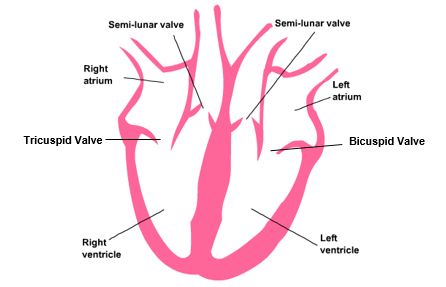 Semi-lunar valve
Semi-lunar valve
Right
atrium
Left
atrium
Tricuspid Valve
Bicuspid Valve
Right
ventricle
Left
ventricle